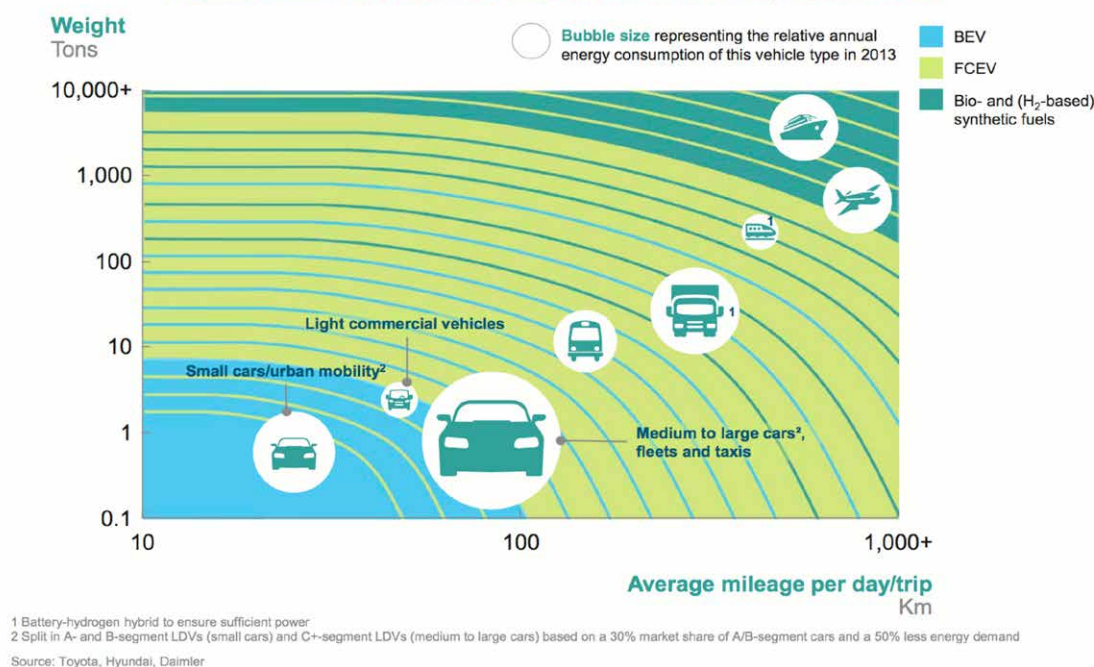 Weight
Tons
Bubble size representing the relative annual
energy consumption of this vehicle type in 2013
BEV
FCEV
Bio- and (H₂-based)
synthetic fuels
10,000+
1,000
100
10
1
0.1
1
1
Light commercial vehicles
Small cars/urban mobility²
Medium to large cars²,
fleets and taxis
10
100
1,000+
Average mileage per day/trip
Km
1 Battery-hydrogen hybrid to ensure sufficient power
2 Split in A- and B-segment LDVs (small cars) and C+-segment LDVs (medium to large cars) based on a 30% market share of A/B-segment cars and a 50% less energy demand
Source: Toyota, Hyundai, Daimler